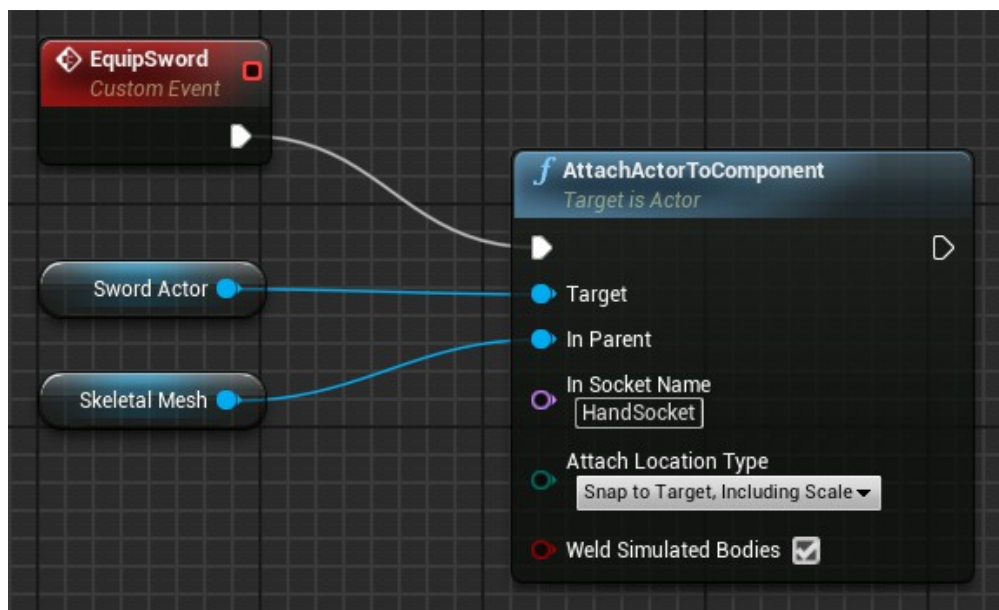 EquipSword
Custom Event
AttachActorToComponent
Target is Actor
Sword Actor
Target
In Parent
Skeletal Mesh
In Socket Name
HandSocket
Attach Location Type
Snap to Target, Including Scale
Weld Simulated Bodies